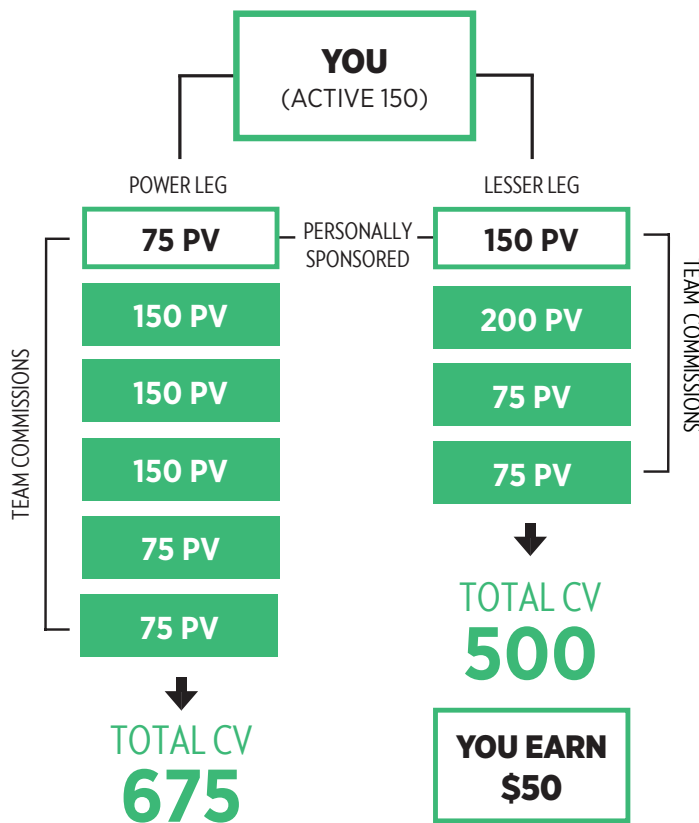 YOU
(ACTIVE 150)
POWER LEG
LESSER LEG
75 PV
PERSONALLY
SPONSORED
150 PV
150 PV
150 PV
150 PV
75 PV
75 PV
200 PV
75 PV
75 PV
TEAM COMMISSIONS
TEAM COMMISSIONS
TOTAL CV
675
TOTAL CV
500
YOU EARN
$50